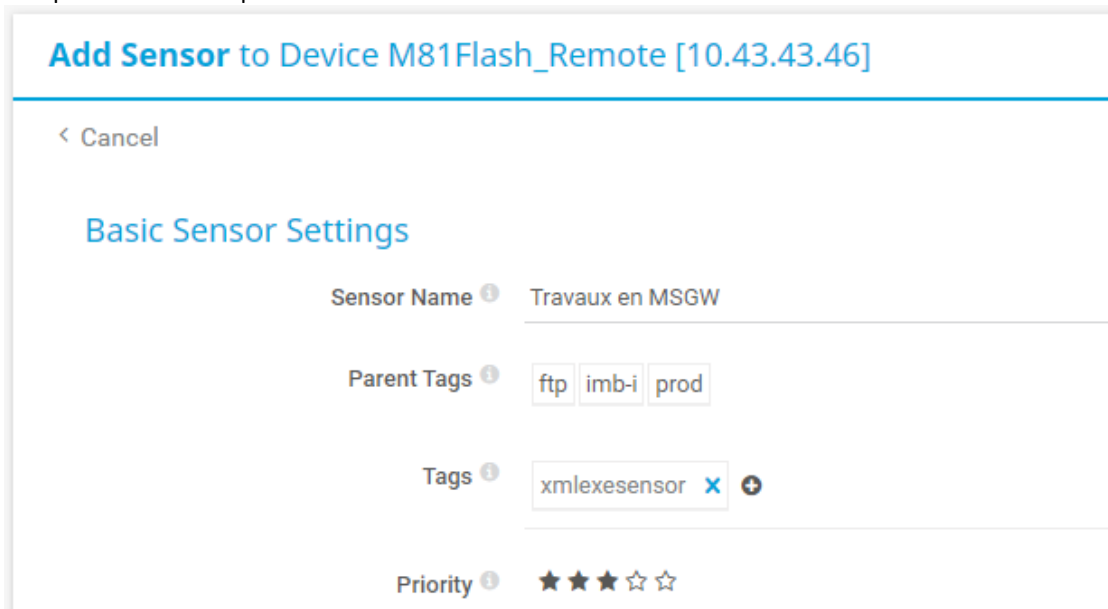 Add Sensor to Device M81Flash_Remote [10.43.43.46]
< Cancel
Basic Sensor Settings
Sensor Name Travaux en MSGW
Parent Tags ftp imb-i prod
Tags xmlexesensor
Priority